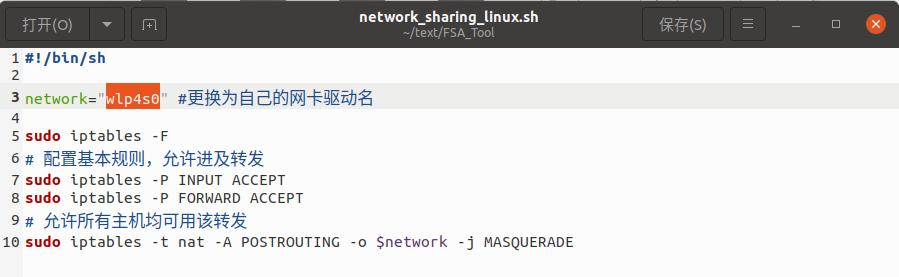 打开(O)
network_sharing_linux.sh
~/text/FSA_Tool
保存(S)
1 #!/bin/sh
2
3 network="wlp4s0" #更换为自己的网卡驱动名
4
5 sudo iptables -F
6 # 配置基本规则，允许进及转发
7 sudo iptables -P INPUT ACCEPT
8 sudo iptables -P FORWARD ACCEPT
9 # 允许所有主机均可用该转发
10 sudo iptables -t nat -A POSTROUTING -o $network -j MASQUERADE